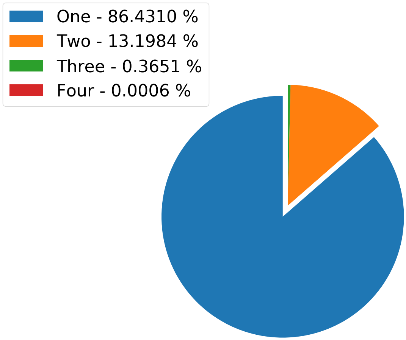 One - 86.4310 %
Two - 13.1984 %
Three - 0.3651 %
Four - 0.0006 %